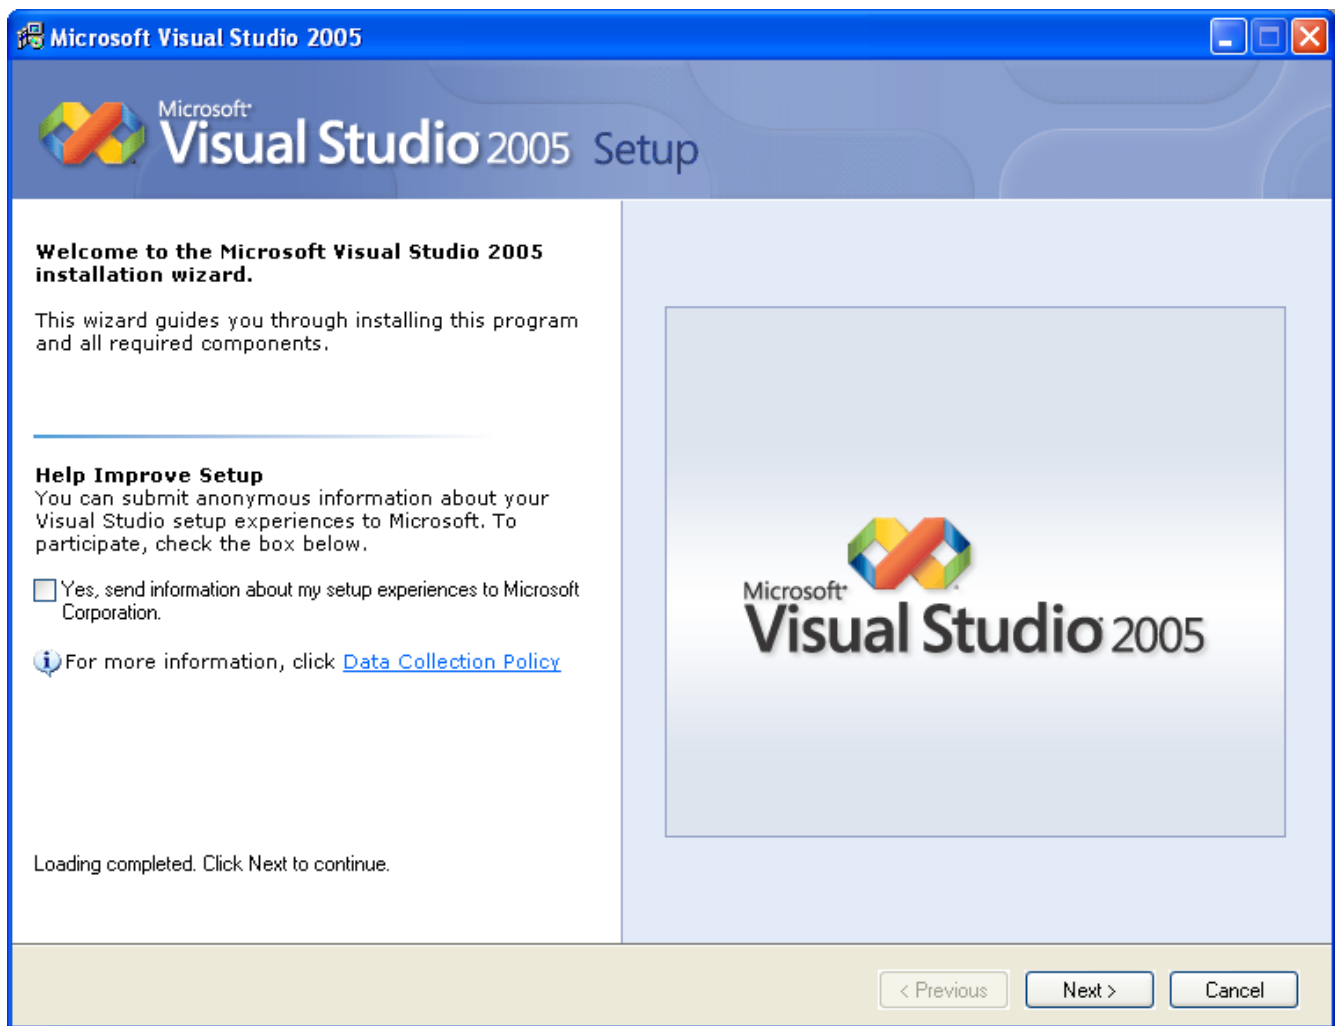 Microsoft Visual Studio 2005
Microsoft
Visual Studio 2005 Setup
Welcome to the Microsoft Visual Studio 2005
installation wizard.
This wizard guides you through installing this program
and all required components.
Help Improve Setup
You can submit anonymous information about your
Visual Studio setup experiences to Microsoft. To
participate, check the box below.
Yes, send information about my setup experiences to Microsoft
Corporation.
For more information, click Data Collection Policy
Loading completed. Click Next to continue.
Microsoft
Visual Studio 2005
< Previous
Next >
Cancel